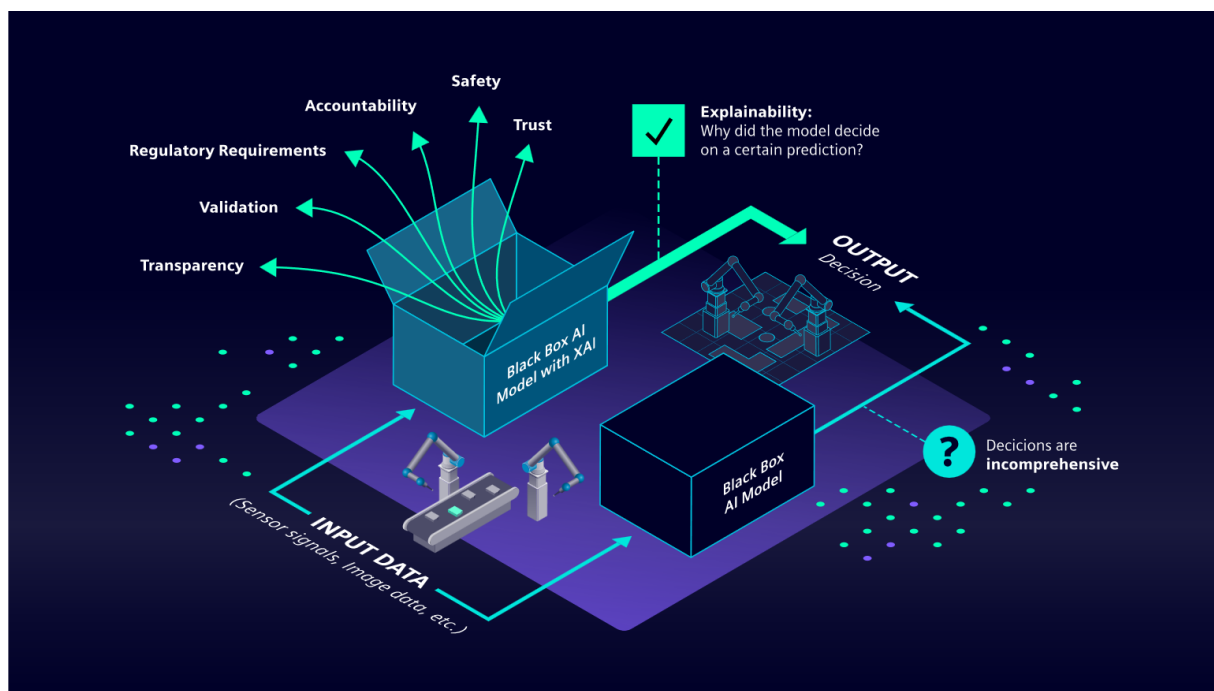 Safety
Accountability
Trust
Regulatory Requirements
Validation
Transparency
Explainability:
Why did the model decide
on a certain prediction?
OUTPUT
Decision
Black Box AI
Model with XAI
Black Box
AI Model
Decicions are
incomprehensive
INPUT DATA
(Sensor signals, Image data, etc.)